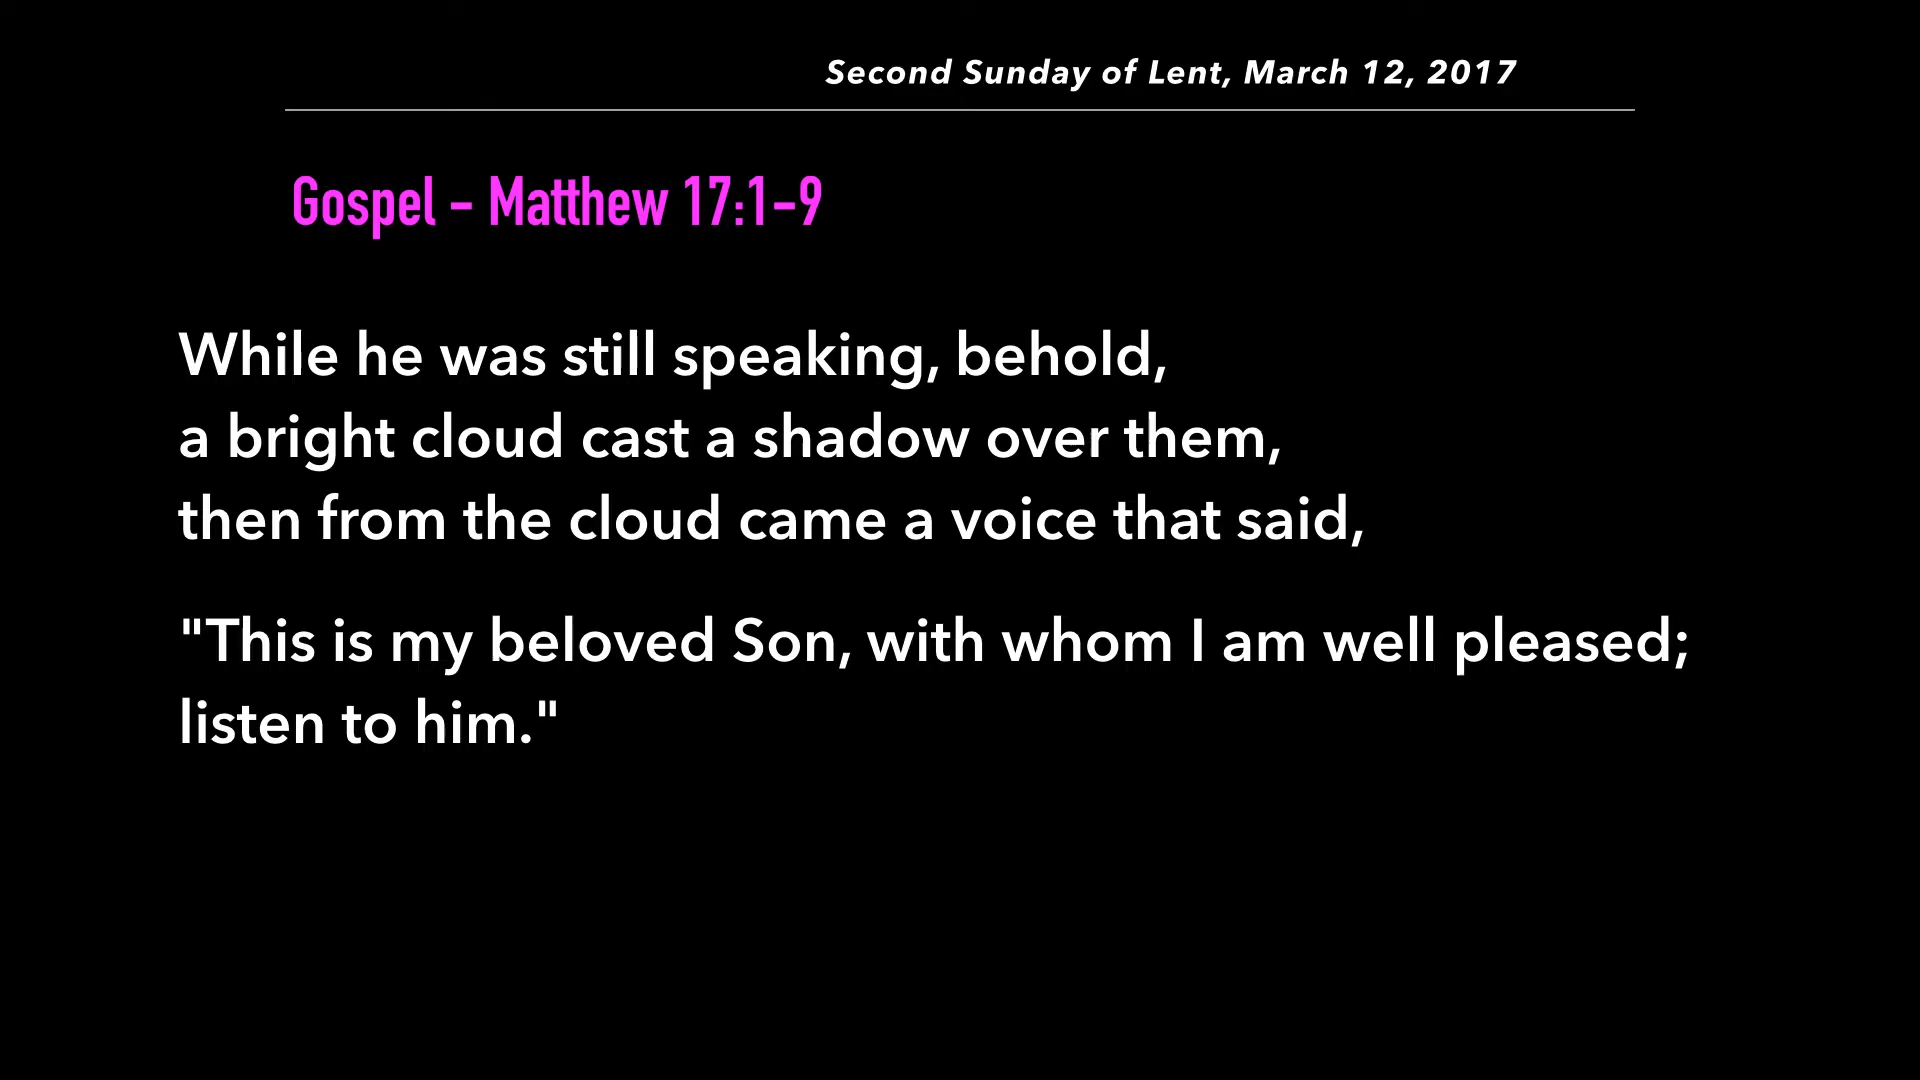 Second Sunday of Lent, March 12, 2017
Gospel - Matthew 17:1-9
While he was still speaking, behold,
a bright cloud cast a shadow over them,
then from the cloud came a voice that said,
"This is my beloved Son, with whom I am well pleased;
listen to him."